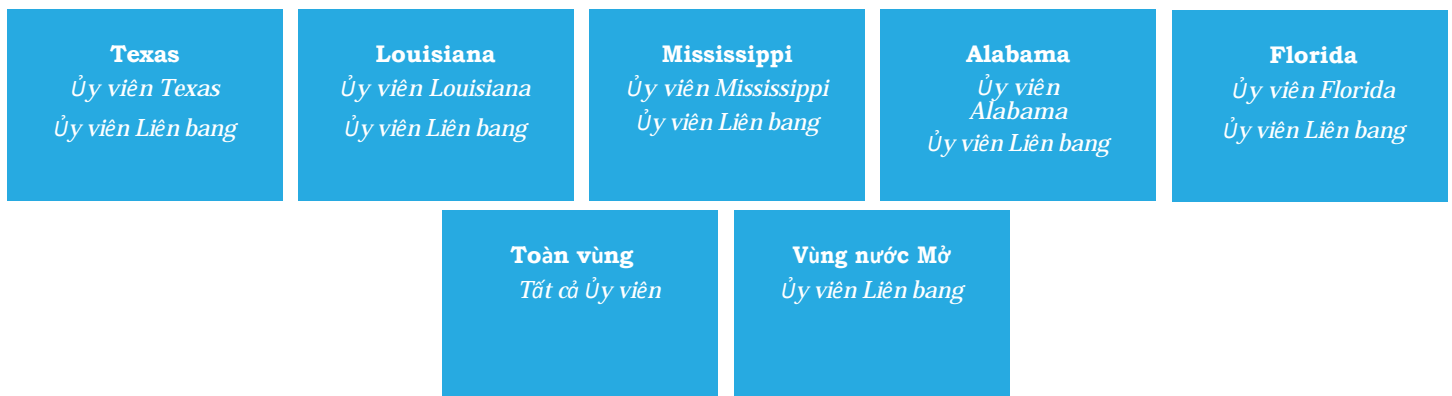 Texas
Ủy viên Texas
Ủy viên Liên bang
Louisiana
Ủy viên Louisiana
Ủy viên Liên bang
Mississippi
Ủy viên Mississippi
Ủy viên Liên bang
Alabama
Ủy viên
Alabama
Ủy viên Liên bang
Florida
Ủy viên Florida
Ủy viên Liên bang
Toàn vùng
Tất cả Ủy viên
Vùng nước Mở
Ủy viên Liên bang